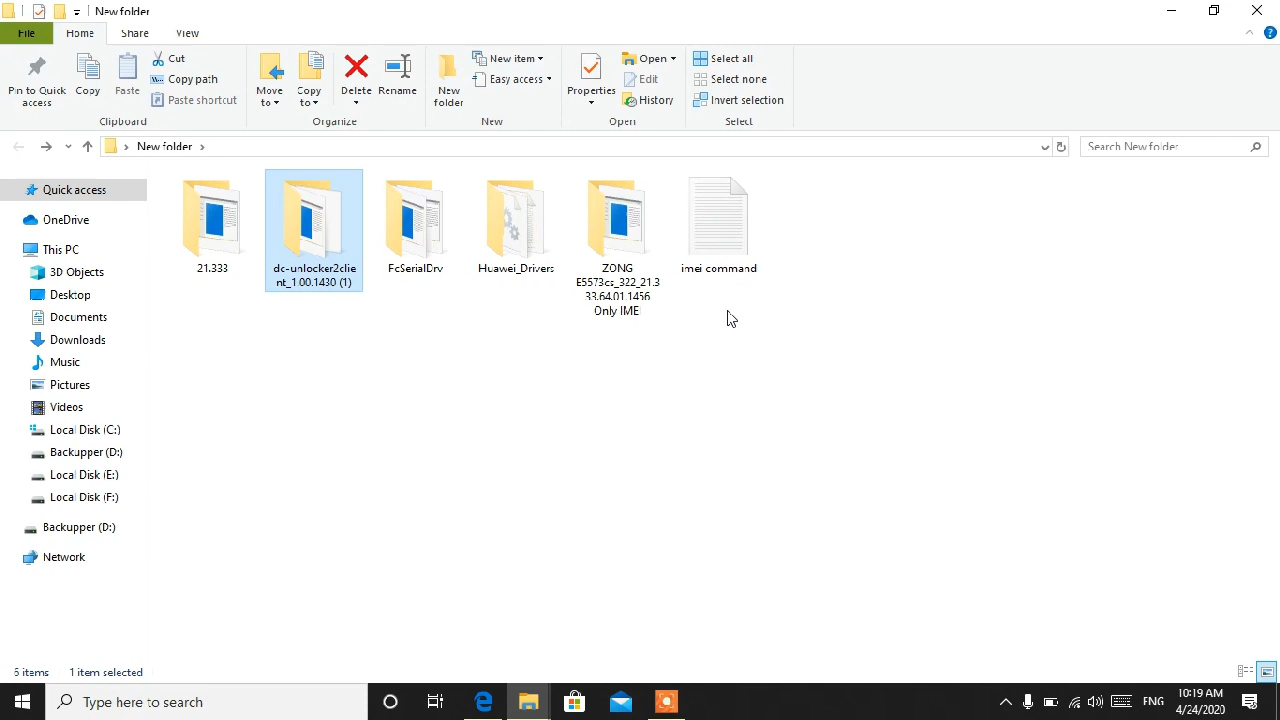 New folder
File Home Share View
Pin to Quick access
Copy
Paste
Cut
Copy path
Paste shortcut
Clipboard
Move to
Copy to
Delete
Rename
Organize
New folder
New item
Easy access
New
Properties
Open
Edit
History
Open
Select all
Select none
Invert selection
Select
New folder
Search New folder
Quick access
OneDrive
This PC
3D Objects
Desktop
Documents
Downloads
Music
Pictures
Videos
Local Disk (C:)
Backupper (D:)
Local Disk (E:)
Local Disk (F:)
Backupper (D:)
Network
21.333
dc-unlocker2clie
nt_1.00.1430 (1)
FcSerialDrv
Huawei_Drivers
ZONG
E5573cs_322_21.3
33.64.01.1456
Only IMEI
imei command
6 items 1 item selected
Type here to search
ENG
10:19 AM
4/24/2020